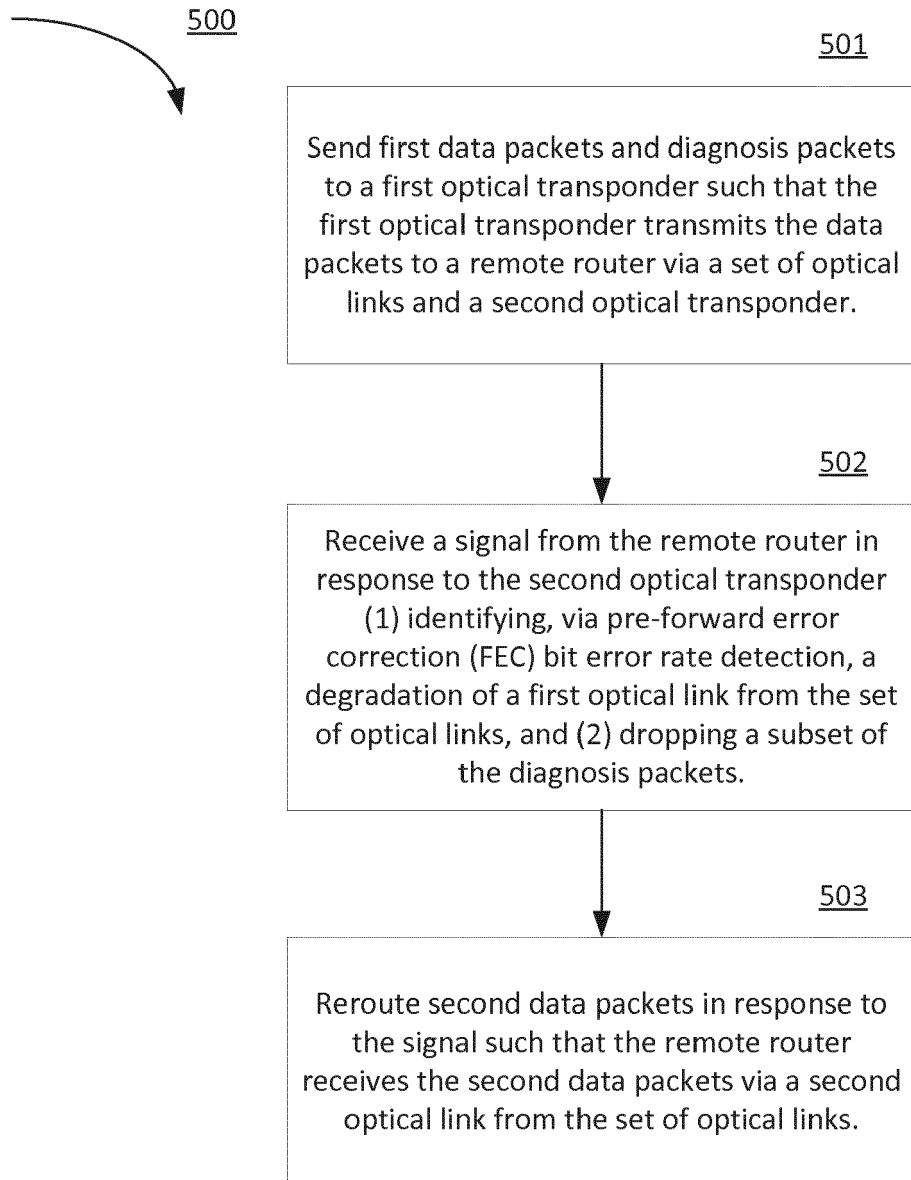 500
501
Send first data packets and diagnosis packets
to a first optical transponder such that the
first optical transponder transmits the data
packets to a remote router via a set of optical
links and a second optical transponder.
502
Receive a signal from the remote router in
response to the second optical transponder
(1) identifying, via pre-forward error
correction (FEC) bit error rate detection, a
degradation of a first optical link from the set
of optical links, and (2) dropping a subset of
the diagnosis packets.
503
Reroute second data packets in response to
the signal such that the remote router
receives the second data packets via a second
optical link from the set of optical links.